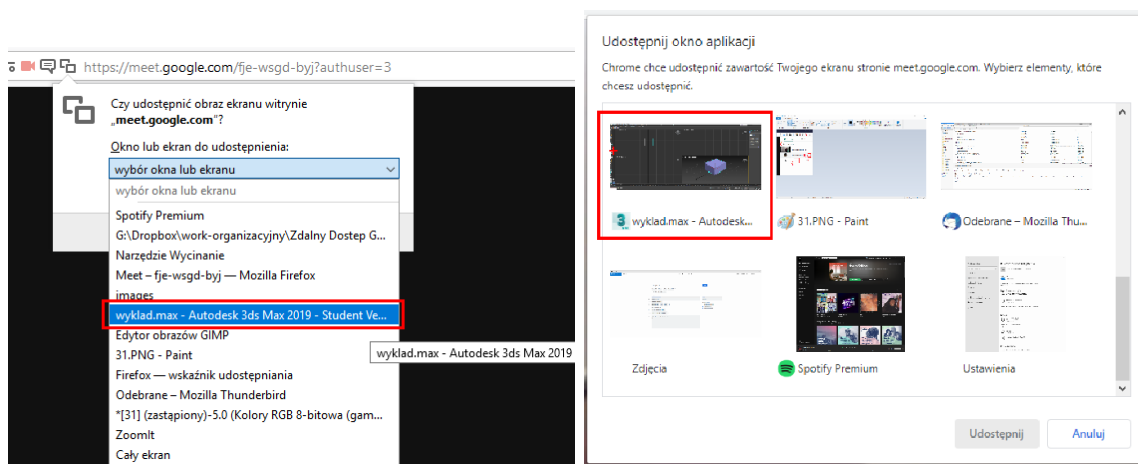 https://meet.google.com/fje-wsgd-byj?authuser=3
Czy udostępnić obraz ekranu witrynie
„meet.google.com”?
Okno lub ekran do udostępnienia:
wybór okna lub ekranu
wybór okna lub ekranu
Spotify Premium
G:\Dropbox\work-organizacyjny\Zdalny Dostep G...
Narzędzie Wycinanie
Meet – fje-wsgd-byj — Mozilla Firefox
images
wyklad.max - Autodesk 3ds Max 2019 - Student Ve...
Edytor obrazów GIMP
31.PNG - Paint
wyklad.max - Autodesk 3ds Max 2019
Firefox — wskaźnik udostępniania
Odebrane – Mozilla Thunderbird
*[31] (zastąpiony)-5.0 (Kolory RGB 8-bitowa (gam...
ZoomIt
Cały ekran
Udostępnij okno aplikacji
Chrome chce udostępnić zawartość Twojego ekranu stronie meet.google.com. Wybierz elementy, które
chcesz udostępnić.
wyklad.max - Autodesk...
31.PNG - Paint
Odebrane – Mozilla Thu...
Zdjęcia
Spotify Premium
Ustawienia
Udostępnij
Anuluj